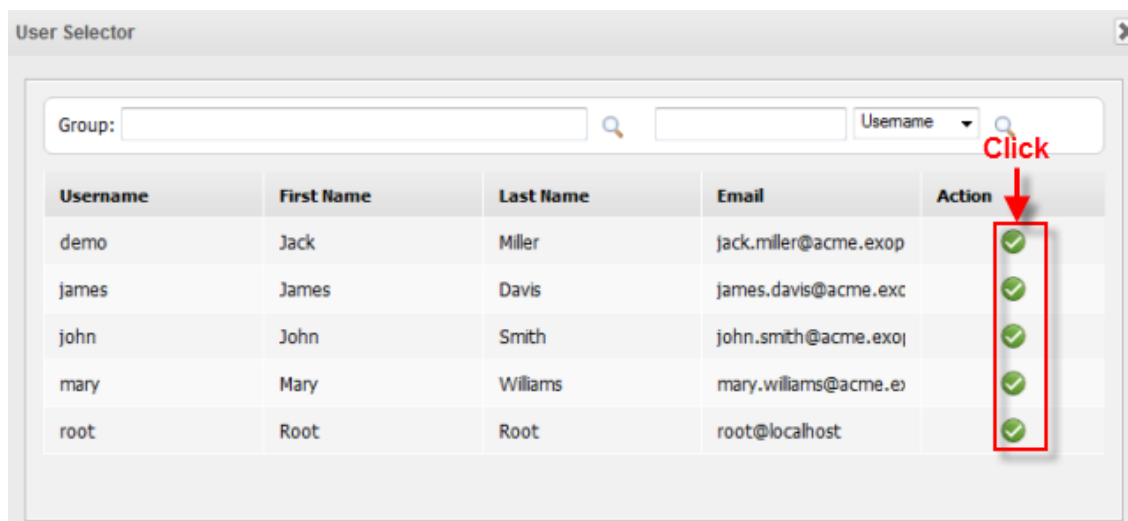 User Selector
Group: Username
Click
Username First Name Last Name Email Action
demo Jack Miller jack.miller@acme.exop
james James Davis james.davis@acme.exc
john John Smith john.smith@acme.exo
mary Mary Williams mary.williams@acme.e
root Root Root root@localhost